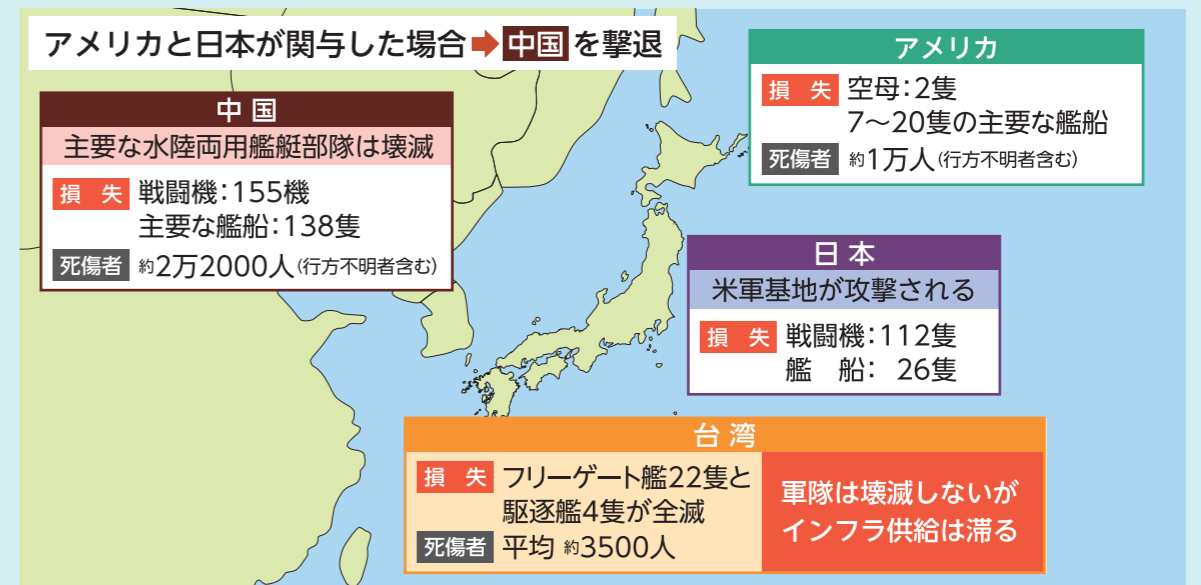 アメリカと日本が関与した場合➡中国を撃退
中国
主要な水陸両用艦艇部隊は壊滅
損 失 戦闘機：155機
主要な艦船：138隻
死傷者 約2万2000人(行方不明者含む)
アメリカ
損 失 空母：2隻
7〜20隻の主要な艦船
死傷者 約1万人(行方不明者含む)
日本
米軍基地が攻撃される
損 失 戦闘機：112隻
艦 船： 26隻
台湾
損 失 フリーゲート艦22隻と
駆逐艦4隻が全滅
死傷者 平均 約3500人
軍隊は壊滅しないが
インフラ供給は滞る